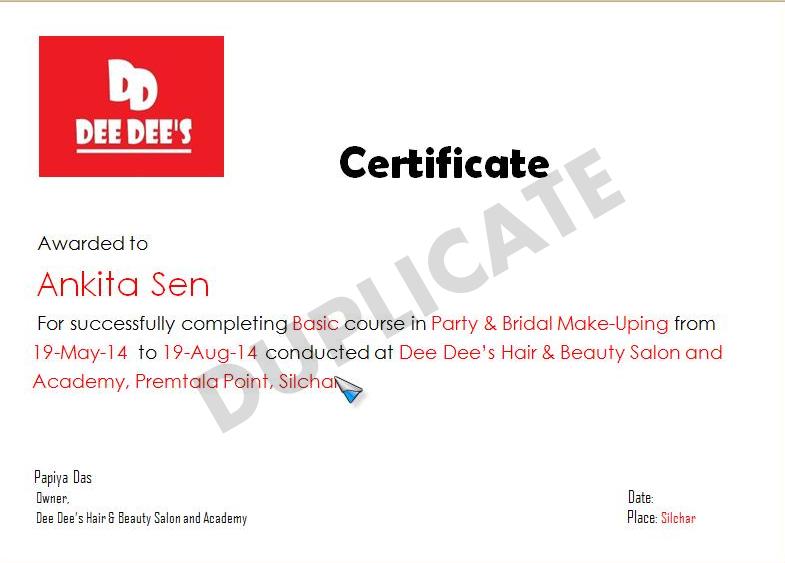 DD
DEE DEE'S
Certificate
DUPLICATE
Awarded to
Ankita Sen
For successfully completing Basic course in Party & Bridal Make-Uping from
19-May-14 to 19-Aug-14 conducted at Dee Dee's Hair & Beauty Salon and
Academy, Premtala Point, Silchar
Papiya Das
Owner,
Dee Dee's Hair & Beauty Salon and Academy
Date:
Place: Silchar